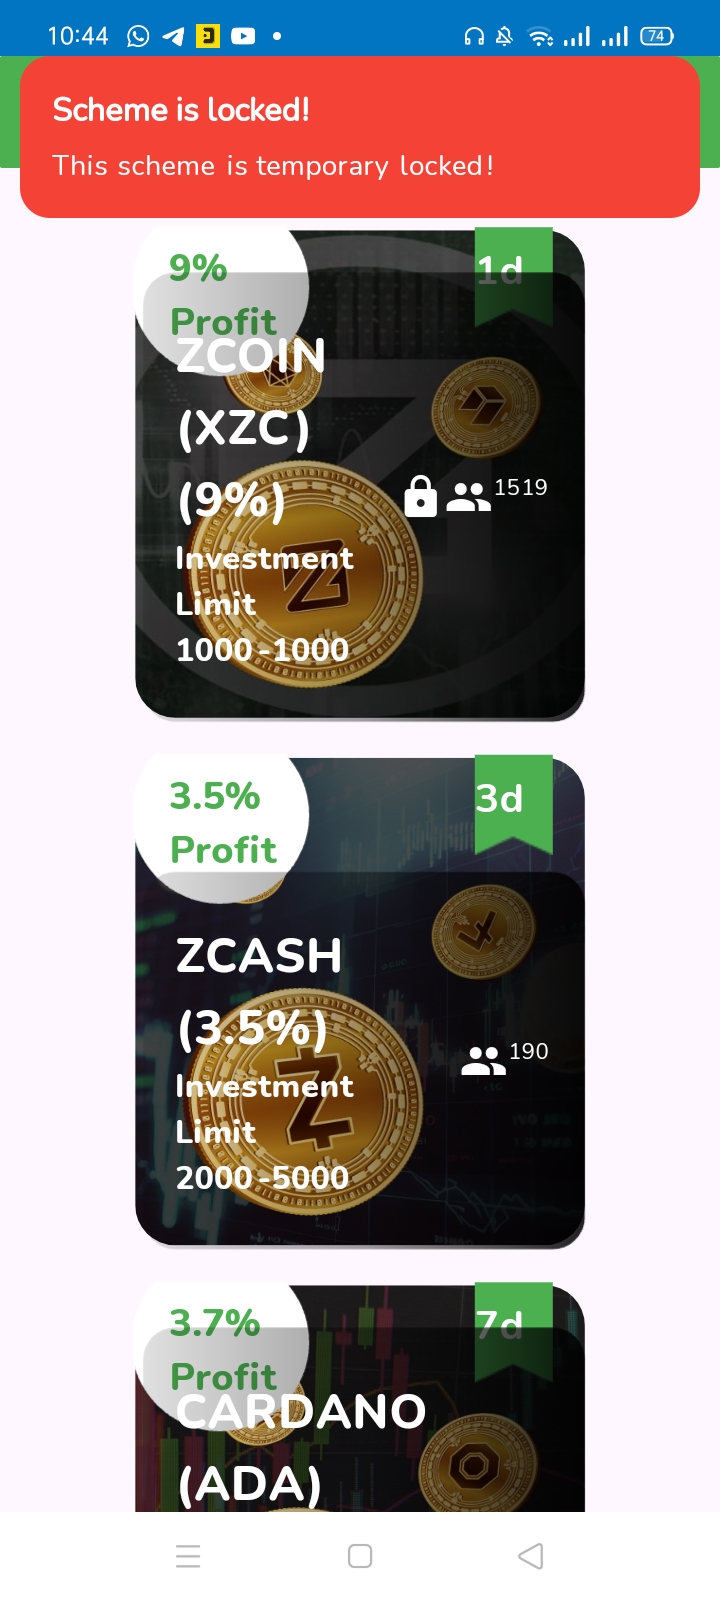 10:44
74
Scheme is locked!
This scheme is temporary locked!
9%
Profit
1d
ZCOIN
(XZC)
(9%)
1519
Investment
Limit
1000 -1000
3.5%
Profit
3d
ZCASH
(3.5%)
190
Investment
Limit
2000 -5000
3.7%
Profit
7d
CARDANO
(ADA)